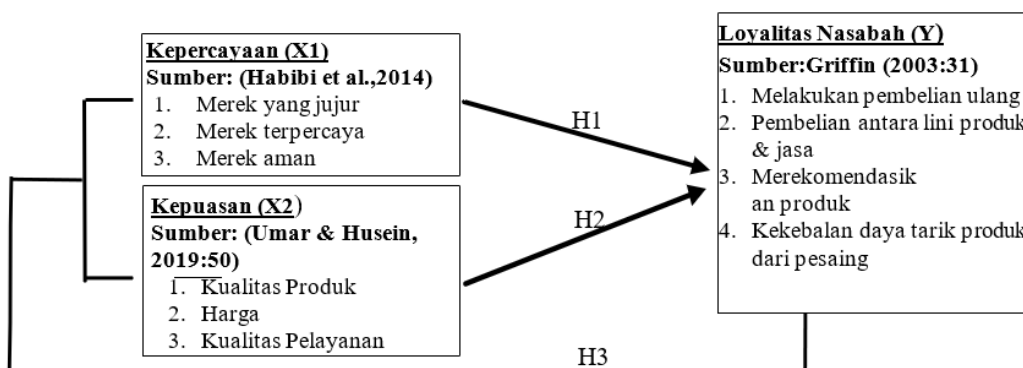 Kepercayaan (X1)
Sumber: (Habibi et al.,2014)
1. Merek yang jujur
2. Merek terpercaya
3. Merek aman
Kepuasan (X2)
Sumber: (Umar & Husein,
2019:50)
1. Kualitas Produk
2. Harga
3. Kualitas Pelayanan
H1
H2
H3
Loyalitas Nasabah (Y)
Sumber:Griffin (2003:31)
1. Melakukan pembelian ulang
2. Pembelian antara lini produk
& jasa
3. Merekomendasik
an produk
4. Kekebalan daya tarik produk
dari pesaing